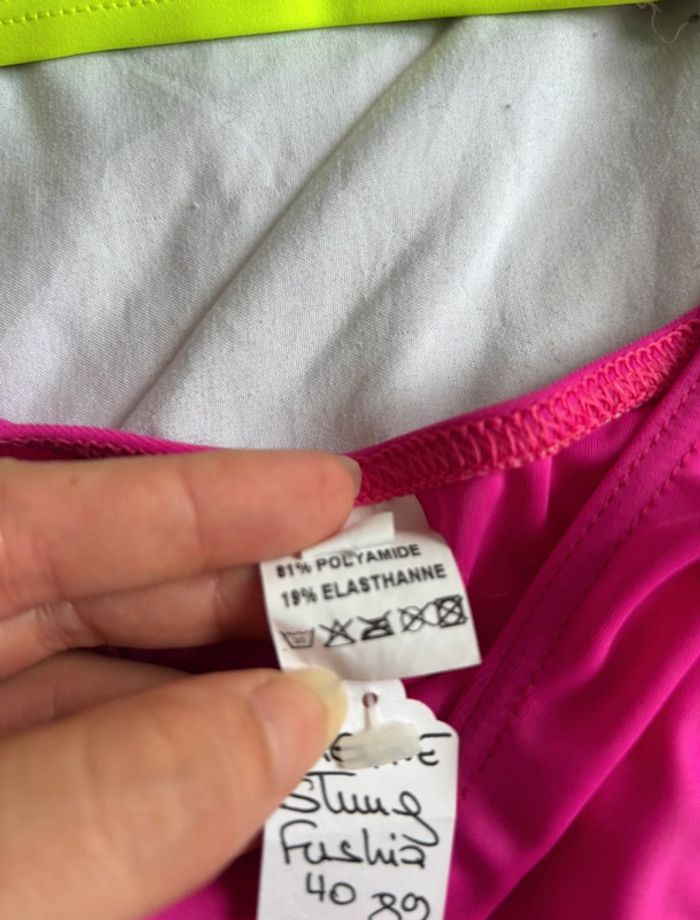 81% POLYAMIDE
19% ELASTHANNE
String
Fushia
40 89